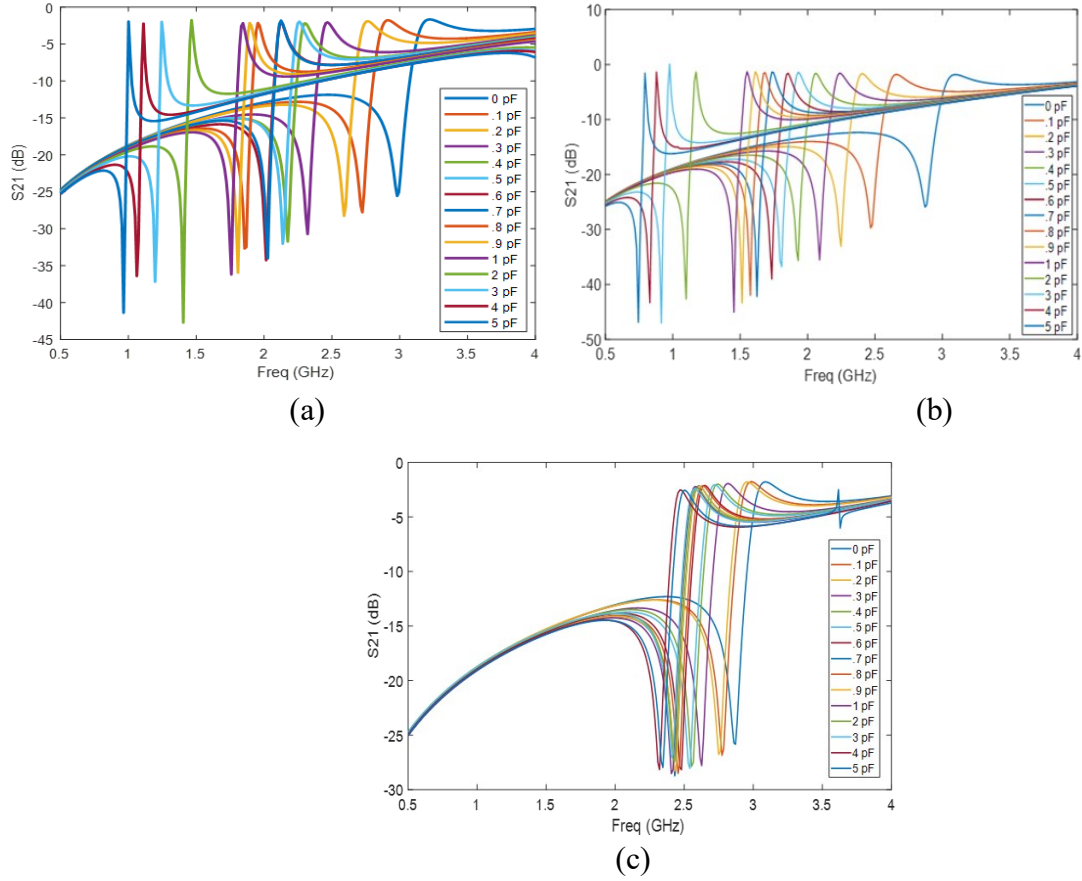 S21 (dB)
-5
-10
-15
-20
-25
-30
-35
-40
-45
0.5 1 1.5 2 2.5 3 3.5 4
Freq (GHz)
0 pF
.1 pF
.2 pF
.3 pF
.4 pF
.5 pF
.6 pF
.7 pF
.8 pF
.9 pF
1 pF
2 pF
3 pF
4 pF
5 pF
(a)
S21 (dB)
10
0
-10
-20
-30
-40
-50
0.5 1 1.5 2 2.5 3 3.5 4
Freq (GHz)
0 pF
.1 pF
.2 pF
.3 pF
.4 pF
.5 pF
.6 pF
.7 pF
.8 pF
.9 pF
1 pF
2 pF
3 pF
4 pF
5 pF
(b)
S21 (dB)
0
-5
-10
-15
-20
-25
-30
0.5 1 1.5 2 2.5 3 3.5 4
Freq (GHz)
0 pF
.1 pF
.2 pF
.3 pF
.4 pF
.5 pF
.6 pF
.7 pF
.8 pF
.9 pF
1 pF
2 pF
3 pF
4 pF
5 pF
(c)